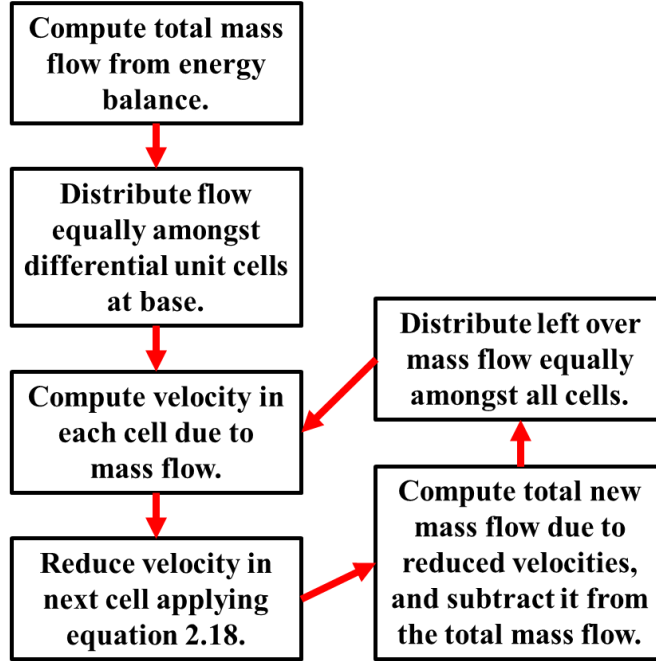 Compute total mass
flow from energy
balance.
Distribute flow
equally amongst
differential unit cells
at base.
Compute velocity in
each cell due to
mass flow.
Reduce velocity in
next cell applying
equation 2.18.
Compute total new
mass flow due to
reduced velocities,
and subtract it from
the total mass flow.
Distribute left over
mass flow equally
amongst all cells.